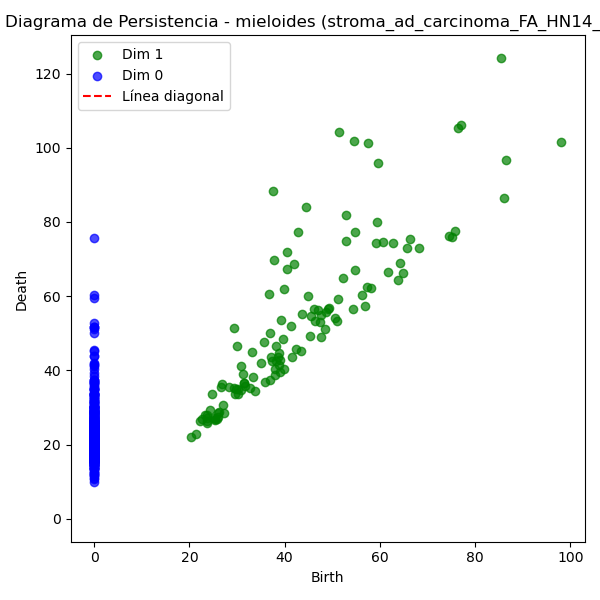 Diagrama de Persistencia - mieloides (stroma_ad_carcinoma_FA_HN14_
Dim 1
Dim 0
Línea diagonal
120
100
80
60
40
20
0
Death
0
20
40
60
80
100
Birth